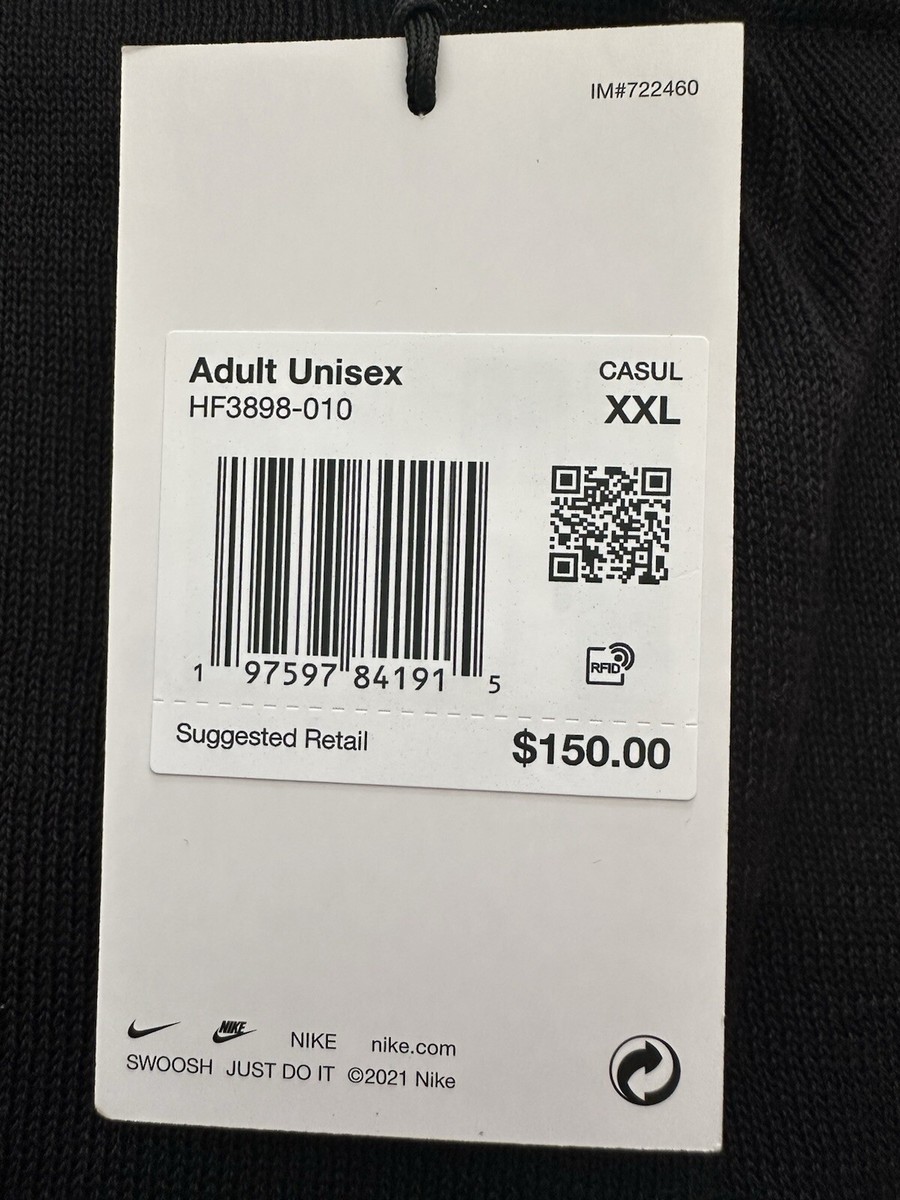 IM#722460
Adult Unisex CASUL
HF3898-010 XXL
1 97597 84191 5
RFID
Suggested Retail $150.00
NIKE NIKE nike.com
SWOOSH JUST DO IT ©2021 Nike